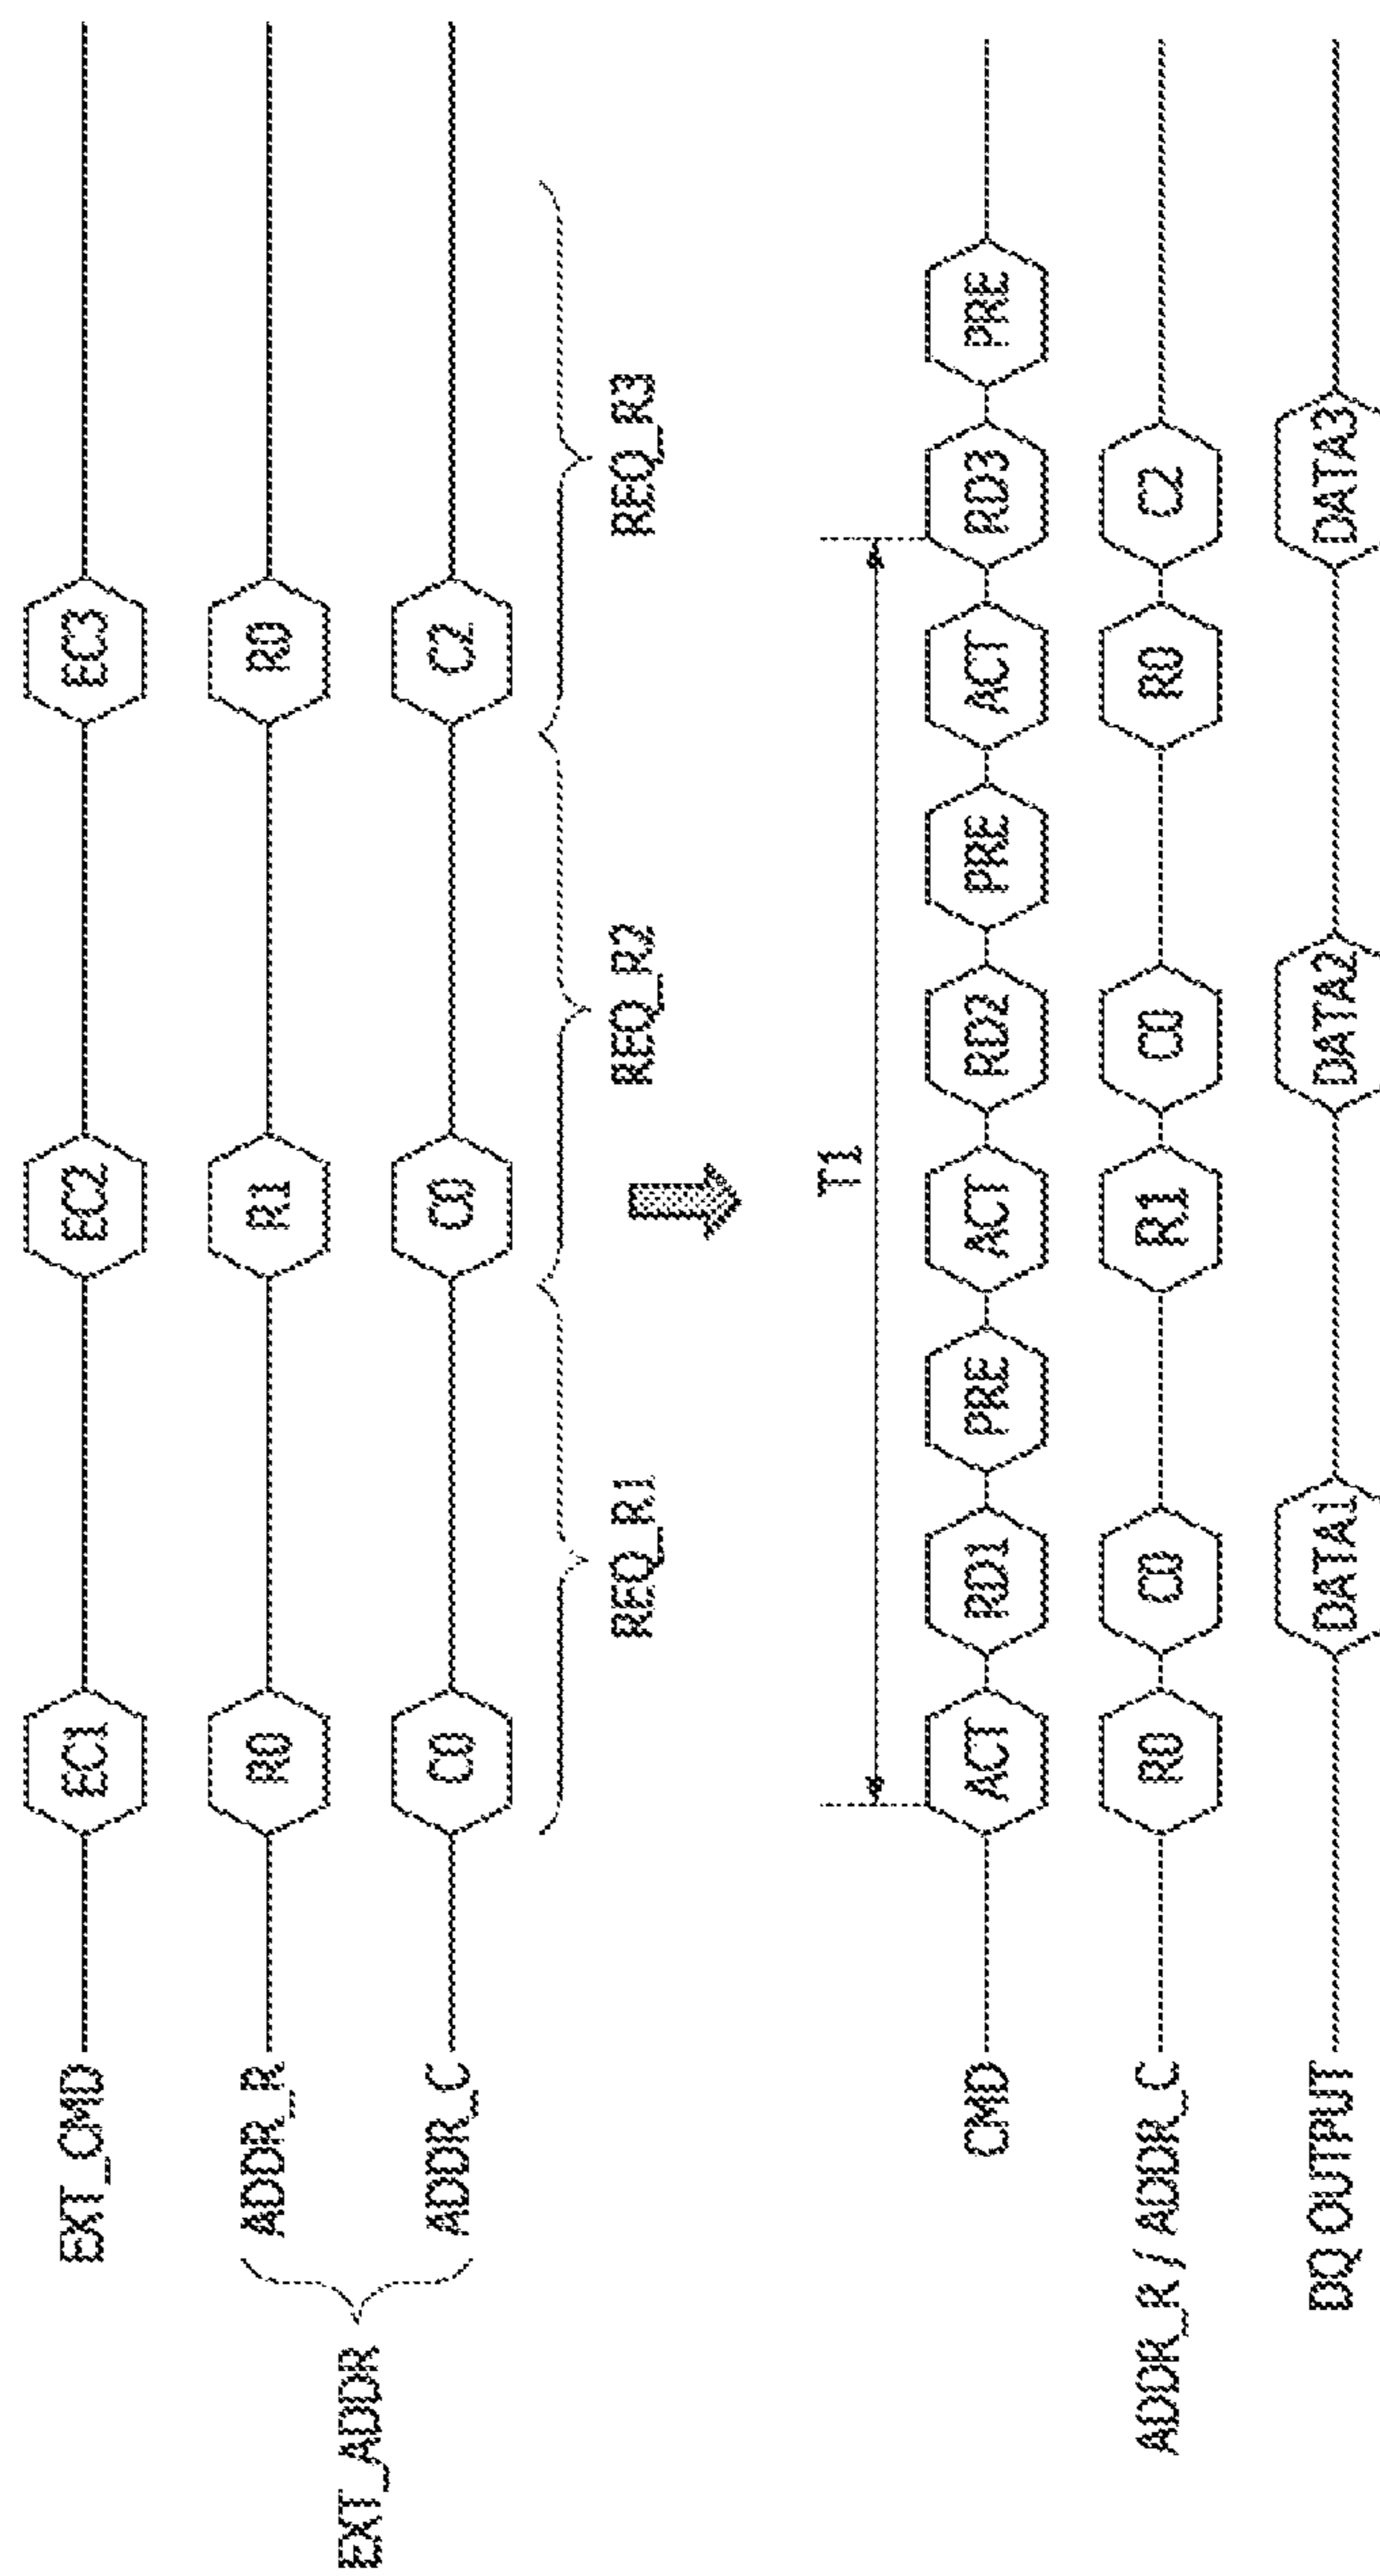 EXT_CMD EC1 EC2 EC3
EXT_ADDR
ADDR_R R0 R1 R0
ADDR_C C0 C0 C2
REQ_R1 REQ_R2 REQ_R3
T1
CMD ACT RD1 PRE ACT RD2 PRE ACT RD3 PRE
ADDR_R / ADDR_C R0 C0 R1 C0 R0 C2
DQ OUTPUT DATA1 DATA2 DATA3